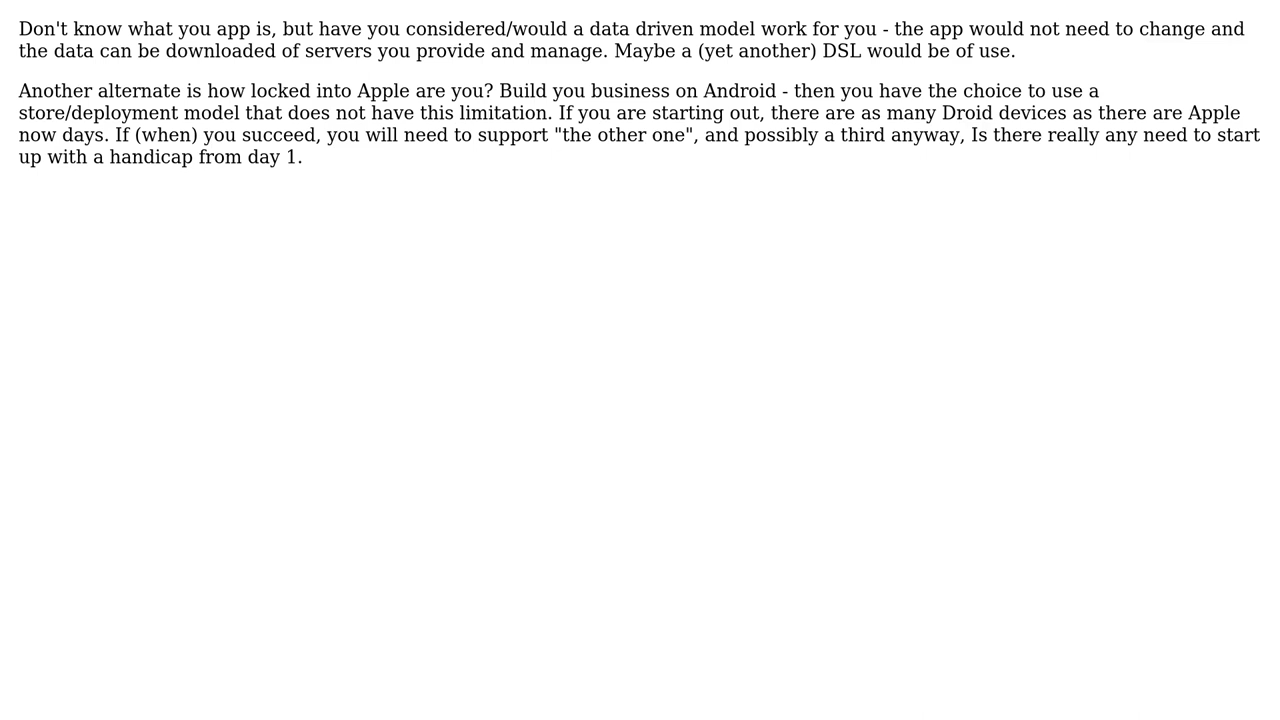 Don't know what you app is, but have you considered/would a data driven model work for you - the app would not need to change and
the data can be downloaded of servers you provide and manage. Maybe a (yet another) DSL would be of use.
Another alternate is how locked into Apple are you? Build you business on Android - then you have the choice to use a
store/deployment model that does not have this limitation. If you are starting out, there are as many Droid devices as there are Apple
now days. If (when) you succeed, you will need to support "the other one", and possibly a third anyway, Is there really any need to start
up with a handicap from day 1.